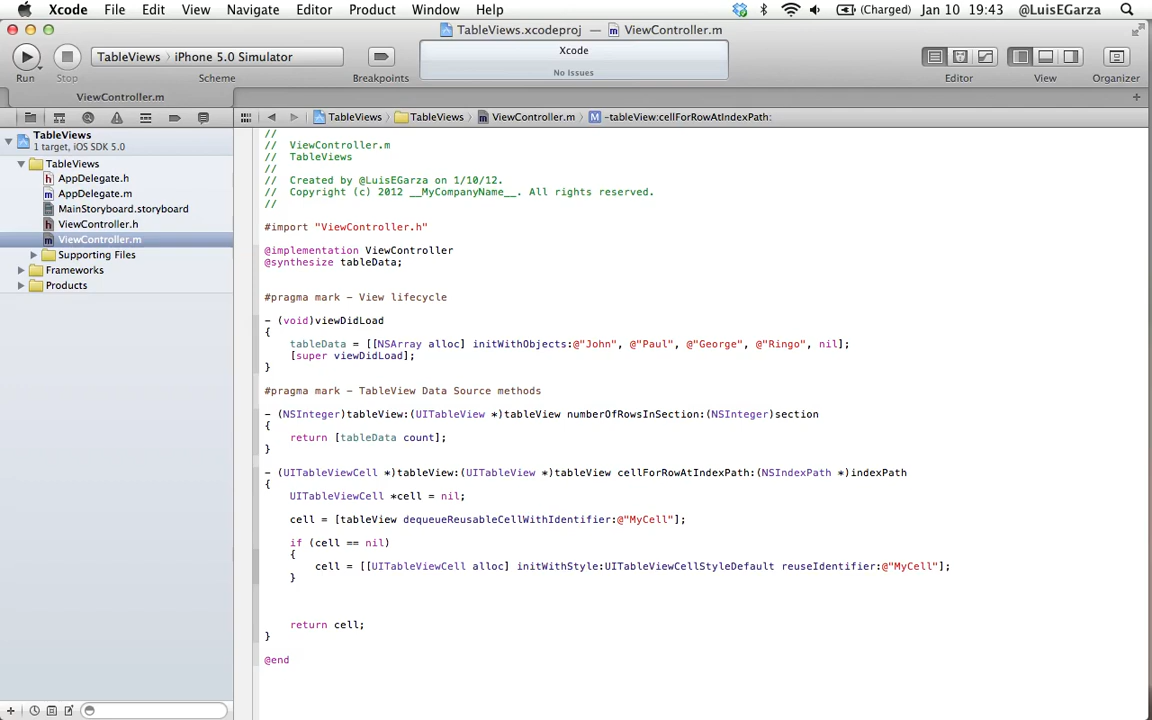 Xcode File Edit View Navigate Editor Product Window Help (Charged) Jan 10 19:43 @LuisEGarza
TableViews.xcodeproj — ViewController.m
TableViews iPhone 5.0 Simulator
Xcode
No Issues
Run Stop Scheme Breakpoints Editor View Organizer
ViewController.m
TableViews TableViews ViewController.m M -tableView:cellForRowAtIndexPath:
TableViews
1 target, iOS SDK 5.0
TableViews
h AppDelegate.h
m AppDelegate.m
MainStoryboard.storyboard
h ViewController.h
m ViewController.m
Supporting Files
Frameworks
Products
//
// ViewController.m
// TableViews
//
// Created by @LuisEGarza on 1/10/12.
// Copyright (c) 2012 __MyCompanyName__. All rights reserved.
//
#import "ViewController.h"
@implementation ViewController
@synthesize tableData;
#pragma mark - View lifecycle
- (void)viewDidLoad
{
tableData = [[NSArray alloc] initWithObjects:@"John", @"Paul", @"George", @"Ringo", nil];
[super viewDidLoad];
}
#pragma mark - TableView Data Source methods
- (NSInteger)tableView:(UITableView *)tableView numberOfRowsInSection:(NSInteger)section
{
return [tableData count];
}
- (UITableViewCell *)tableView:(UITableView *)tableView cellForRowAtIndexPath:(NSIndexPath *)indexPath
{
UITableViewCell *cell = nil;
cell = [tableView dequeueReusableCellWithIdentifier:@"MyCell"];
if (cell == nil)
{
cell = [[UITableViewCell alloc] initWithStyle:UITableViewCellStyleDefault reuseIdentifier:@"MyCell"];
}
return cell;
}
@end